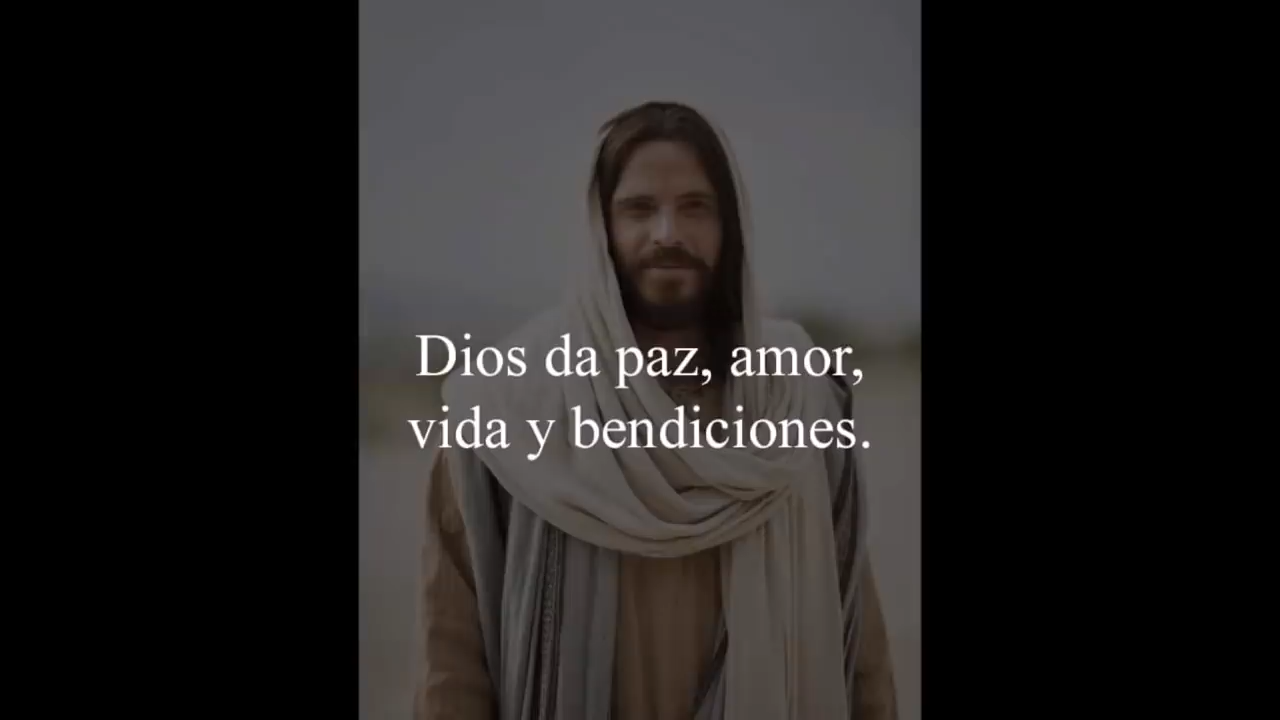 Dios da paz, amor,
vida y bendiciones.